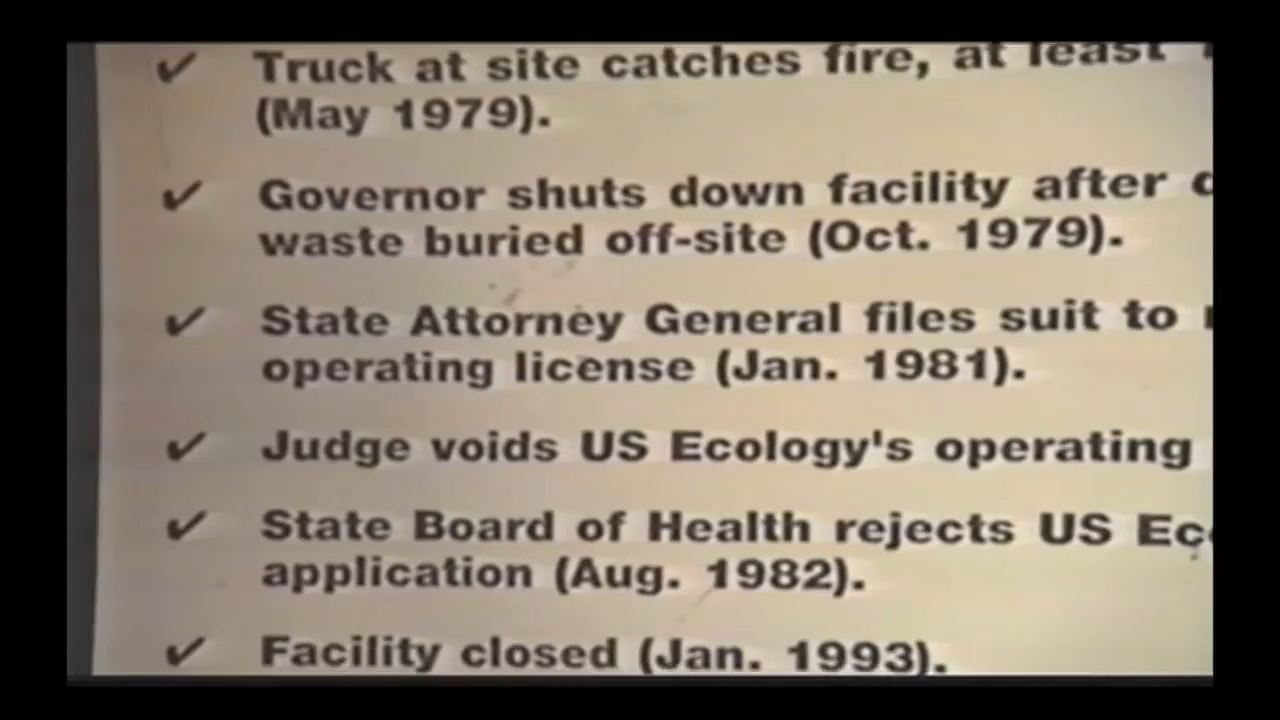 ✓ Truck at site catches fire, at least
(May 1979).
✓ Governor shuts down facility after
waste buried off-site (Oct. 1979).
✓ State Attorney General files suit to
operating license (Jan. 1981).
✓ Judge voids US Ecology's operating
✓ State Board of Health rejects US
application (Aug. 1982).
✓ Facility closed (Jan. 1993).